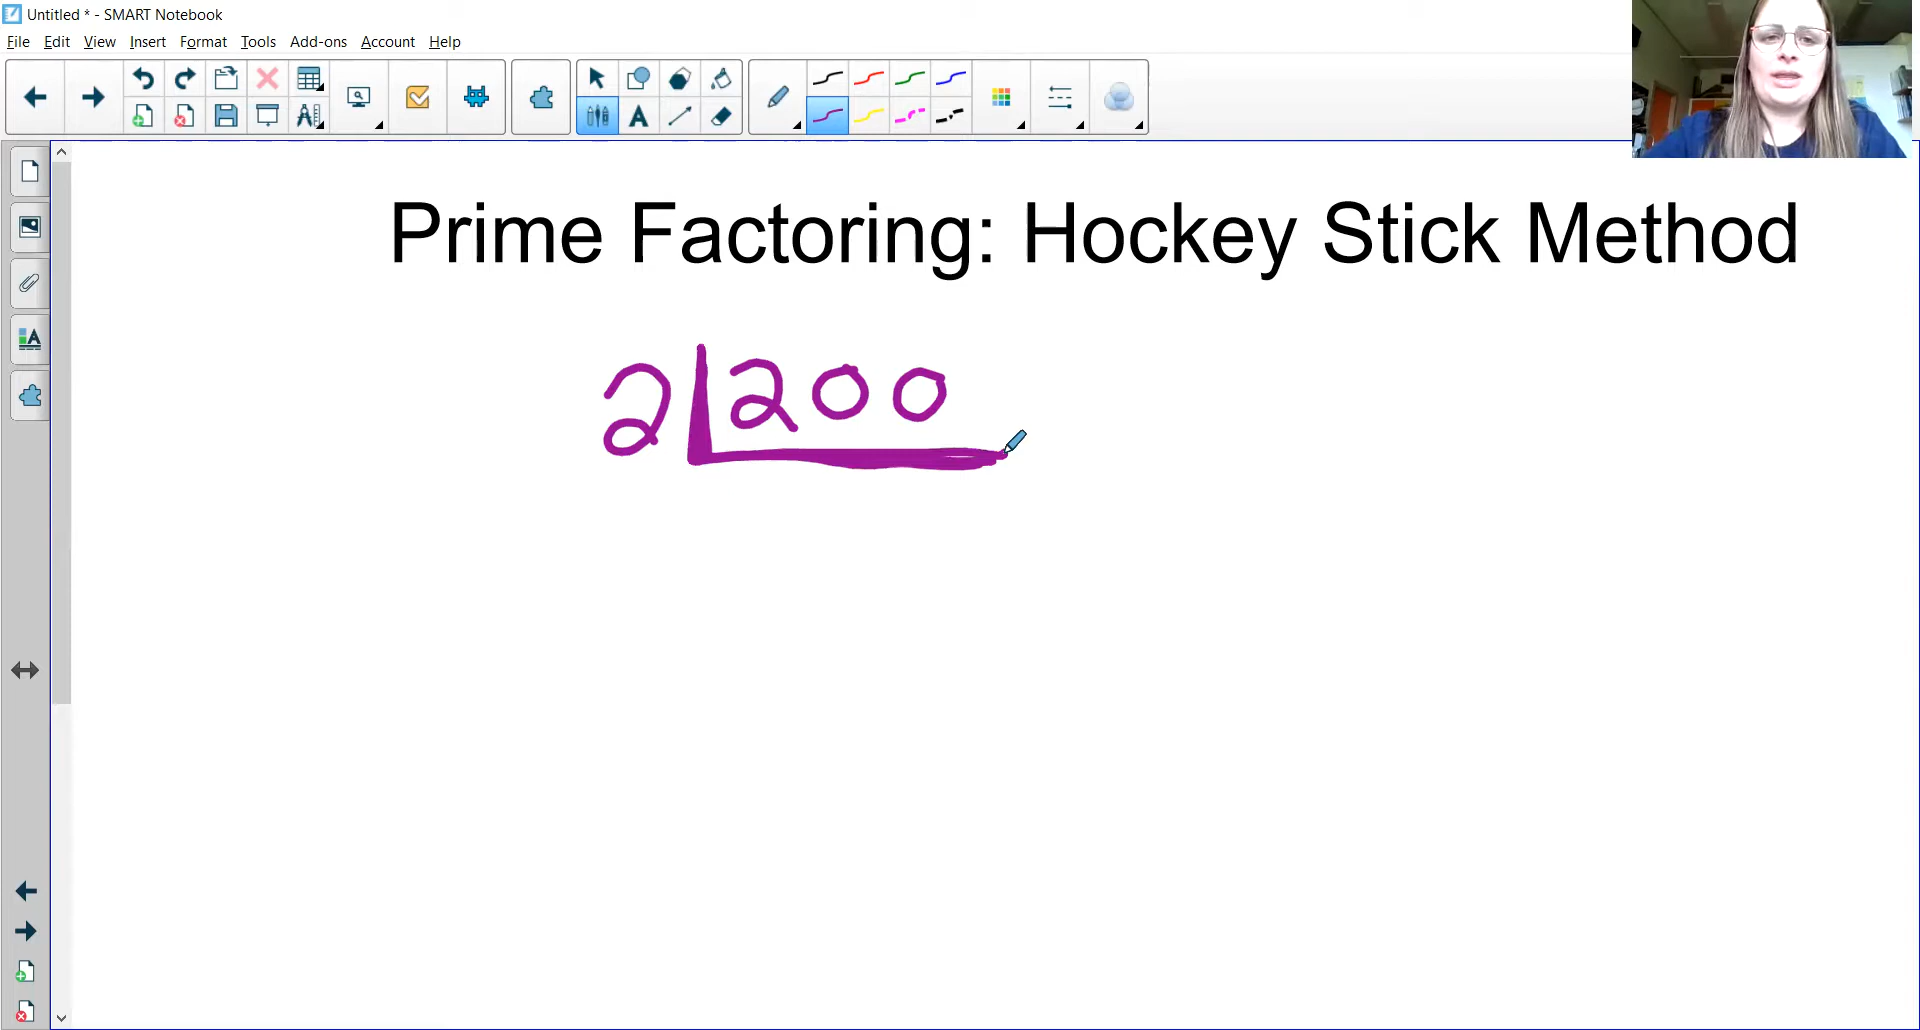 Untitled * - SMART Notebook
File Edit View Insert Format Tools Add-ons Account Help
Prime Factoring: Hockey Stick Method
2 200